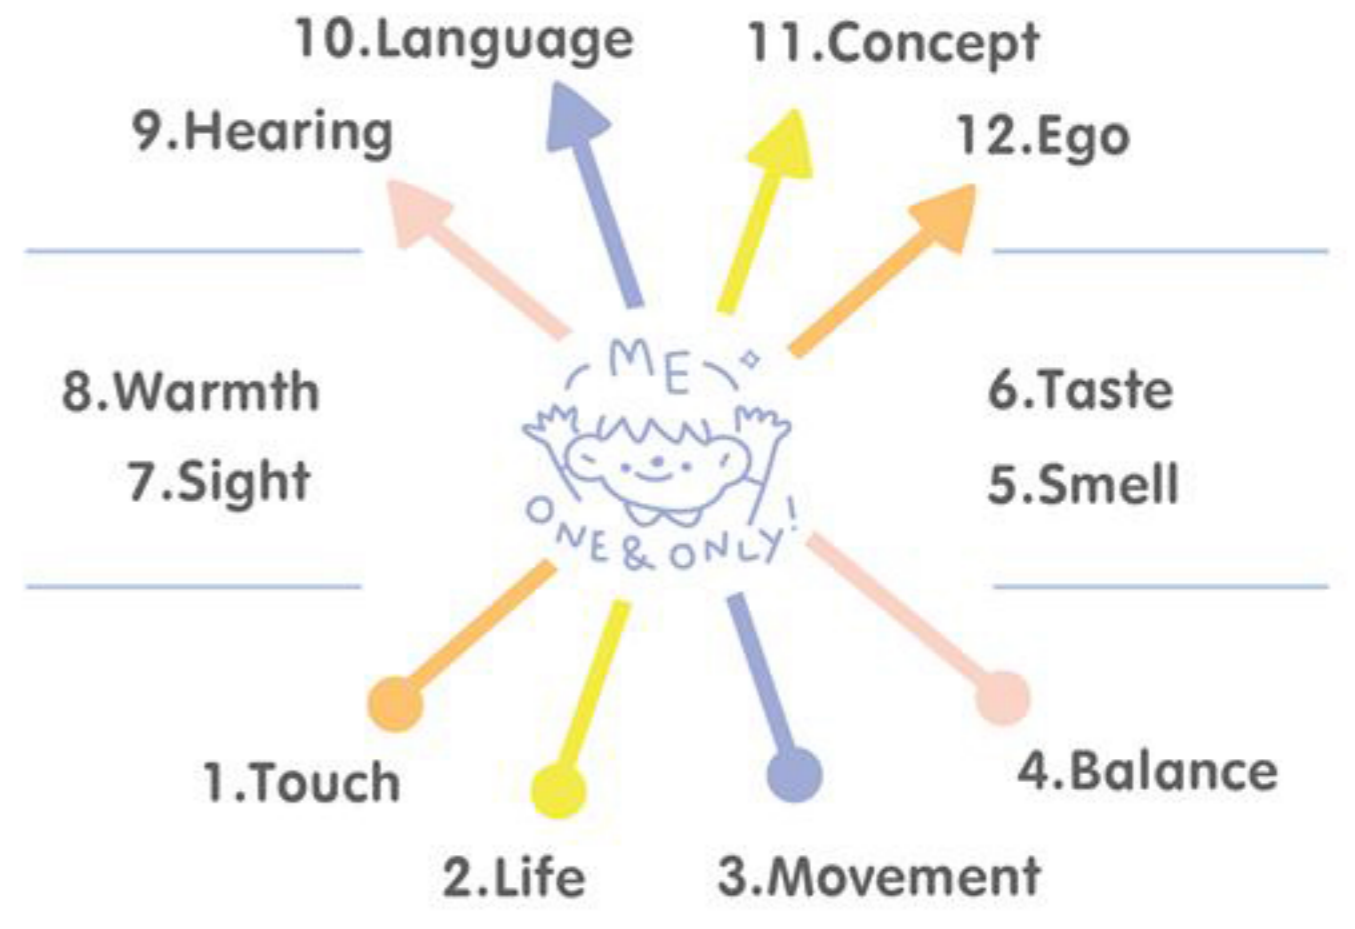 10.Language
11.Concept
9.Hearing
12.Ego
ME
8.Warmth
6.Taste
7.Sight
5.Smell
ONE & ONLY!
1.Touch
4.Balance
2.Life
3.Movement